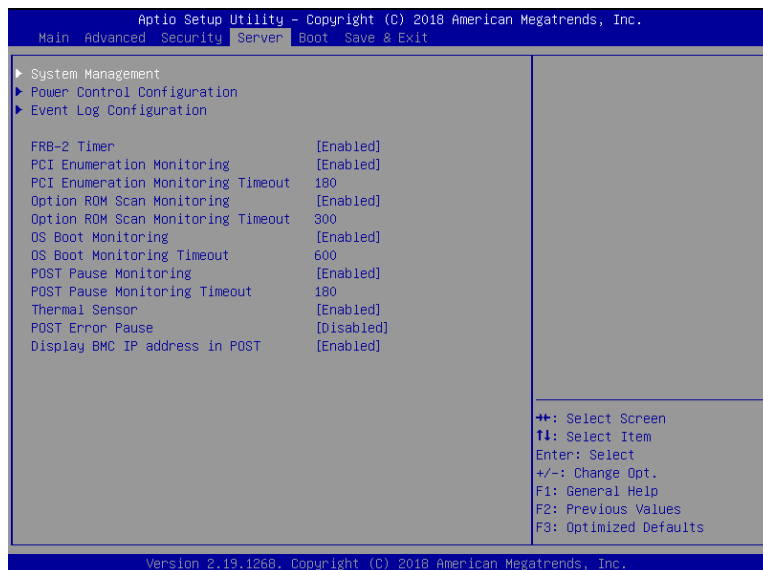 Aptio Setup Utility – Copyright (C) 2018 American Megatrends, Inc.
Main Advanced Security Server Boot Save & Exit
System Management
Power Control Configuration
Event Log Configuration
FRB-2 Timer [Enabled]
PCI Enumeration Monitoring [Enabled]
PCI Enumeration Monitoring Timeout 180
Option ROM Scan Monitoring [Enabled]
Option ROM Scan Monitoring Timeout 300
OS Boot Monitoring [Enabled]
OS Boot Monitoring Timeout 600
POST Pause Monitoring [Enabled]
POST Pause Monitoring Timeout 180
Thermal Sensor [Enabled]
POST Error Pause [Disabled]
Display BMC IP address in POST [Enabled]
→←: Select Screen
↑↓: Select Item
Enter: Select
+/-: Change Opt.
F1: General Help
F2: Previous Values
F3: Optimized Defaults
Version 2.19.1268. Copyright (C) 2018 American Megatrends, Inc.